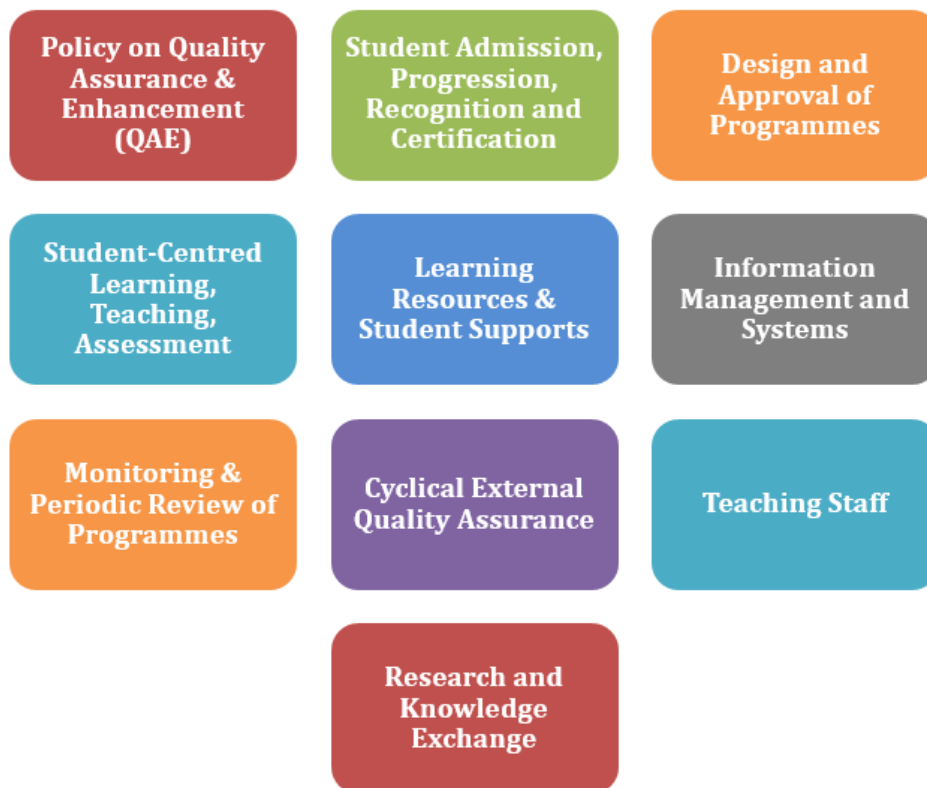 Policy on Quality
Assurance &
Enhancement
(QAE)
Student Admission,
Progression,
Recognition and
Certification
Design and
Approval of
Programmes
Student-Centred
Learning,
Teaching,
Assessment
Learning
Resources &
Student Supports
Information
Management and
Systems
Monitoring &
Periodic Review of
Programmes
Cyclical External
Quality Assurance
Teaching Staff
Research and
Knowledge
Exchange